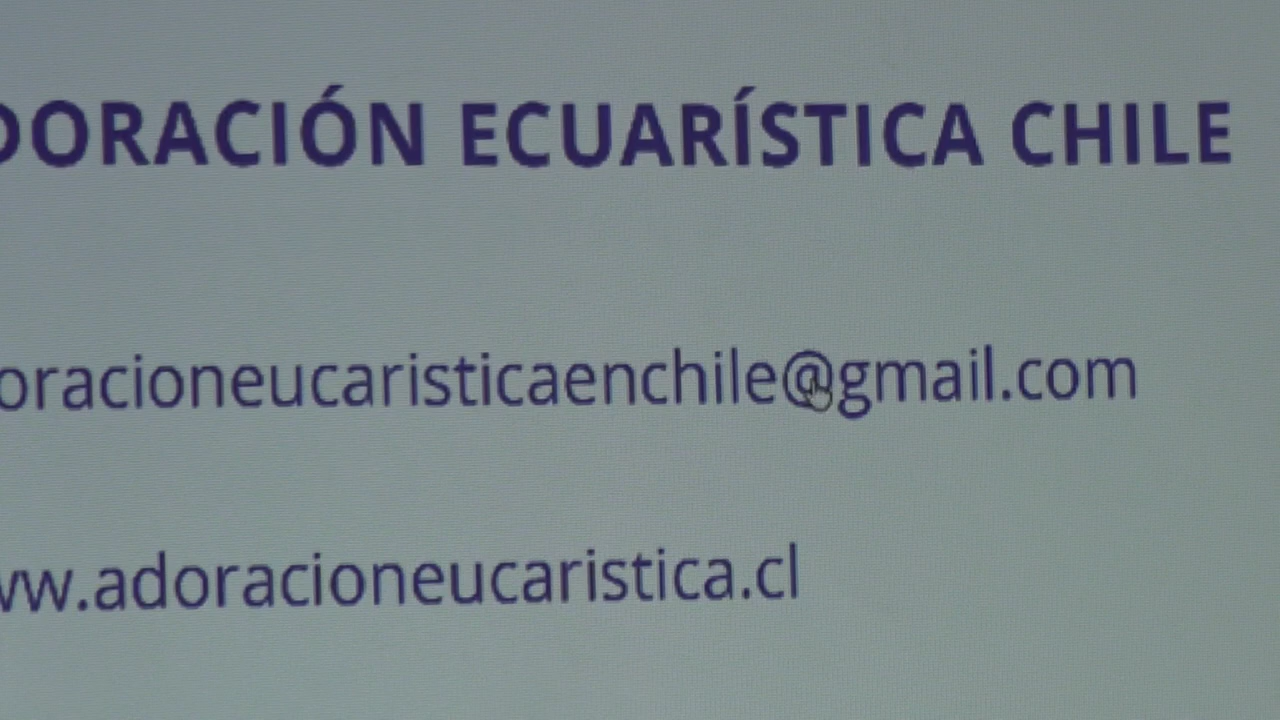 DORACIÓN ECUARÍSTICA CHILE
oracioneucaristicaenchile@gmail.com
ww.adoracioneucaristica.cl